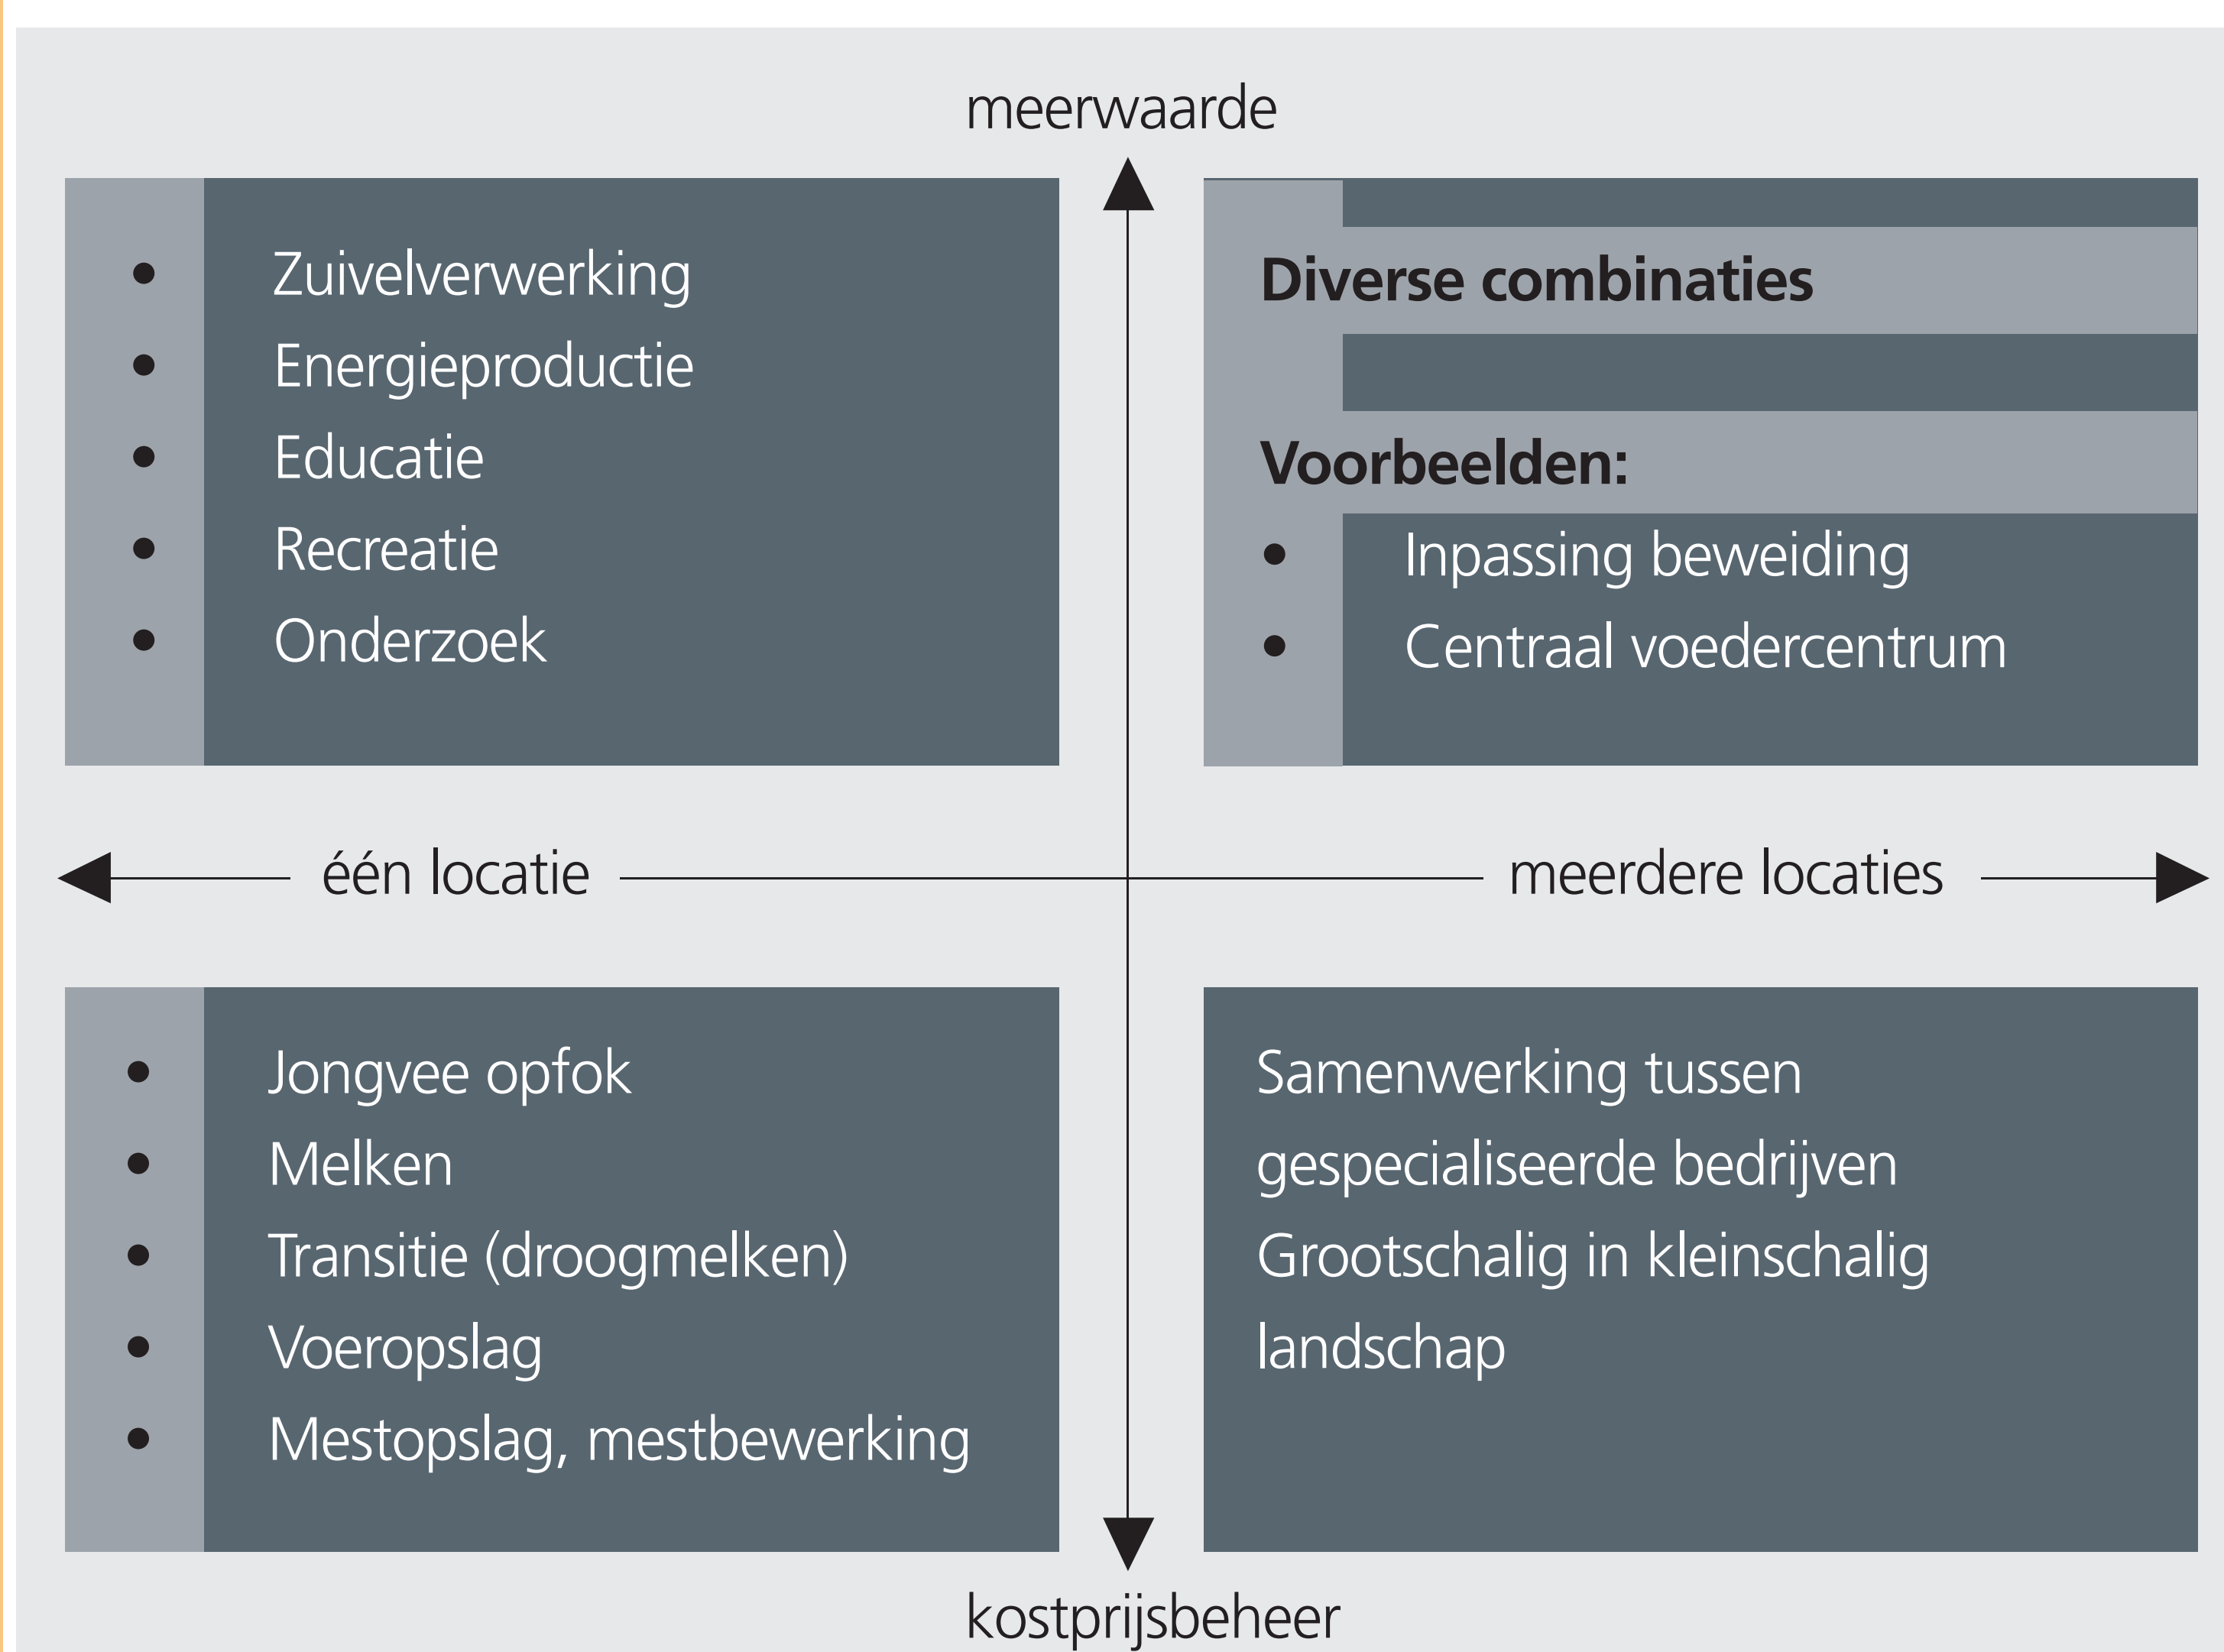 meerwaarde
• Zuivelverwerking
• Energieproductie
• Educatie
• Recreatie
• Onderzoek
Diverse combinaties
Voorbeelden:
• Inpassing beweiding
• Centraal voedercentrum
één locatie
meerdere locaties
• Jongvee opfok
• Melken
• Transitie (droogmelken)
• Voeropslag
• Mestopslag, mestbewerking
Samenwerking tussen
gespecialiseerde bedrijven
Grootschalig in kleinschalig
landschap
kostprijsbeheer